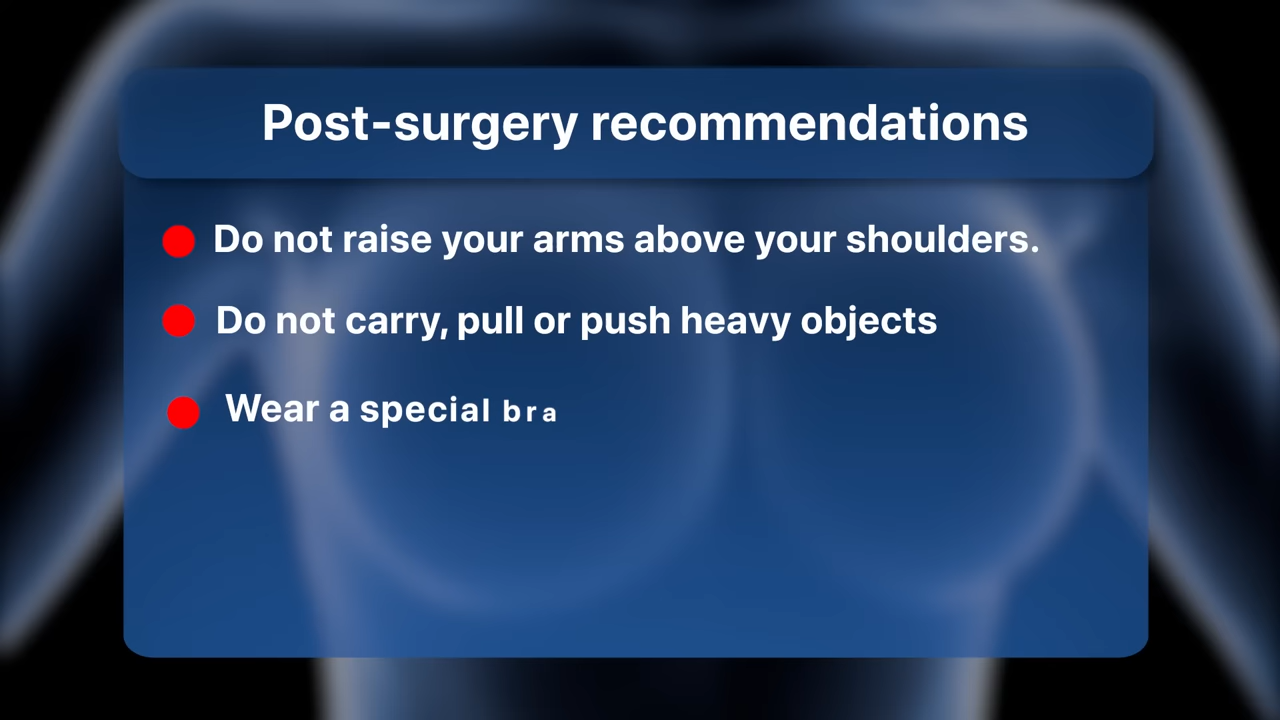 Post-surgery recommendations
Do not raise your arms above your shoulders.
Do not carry, pull or push heavy objects
Wear a special bra